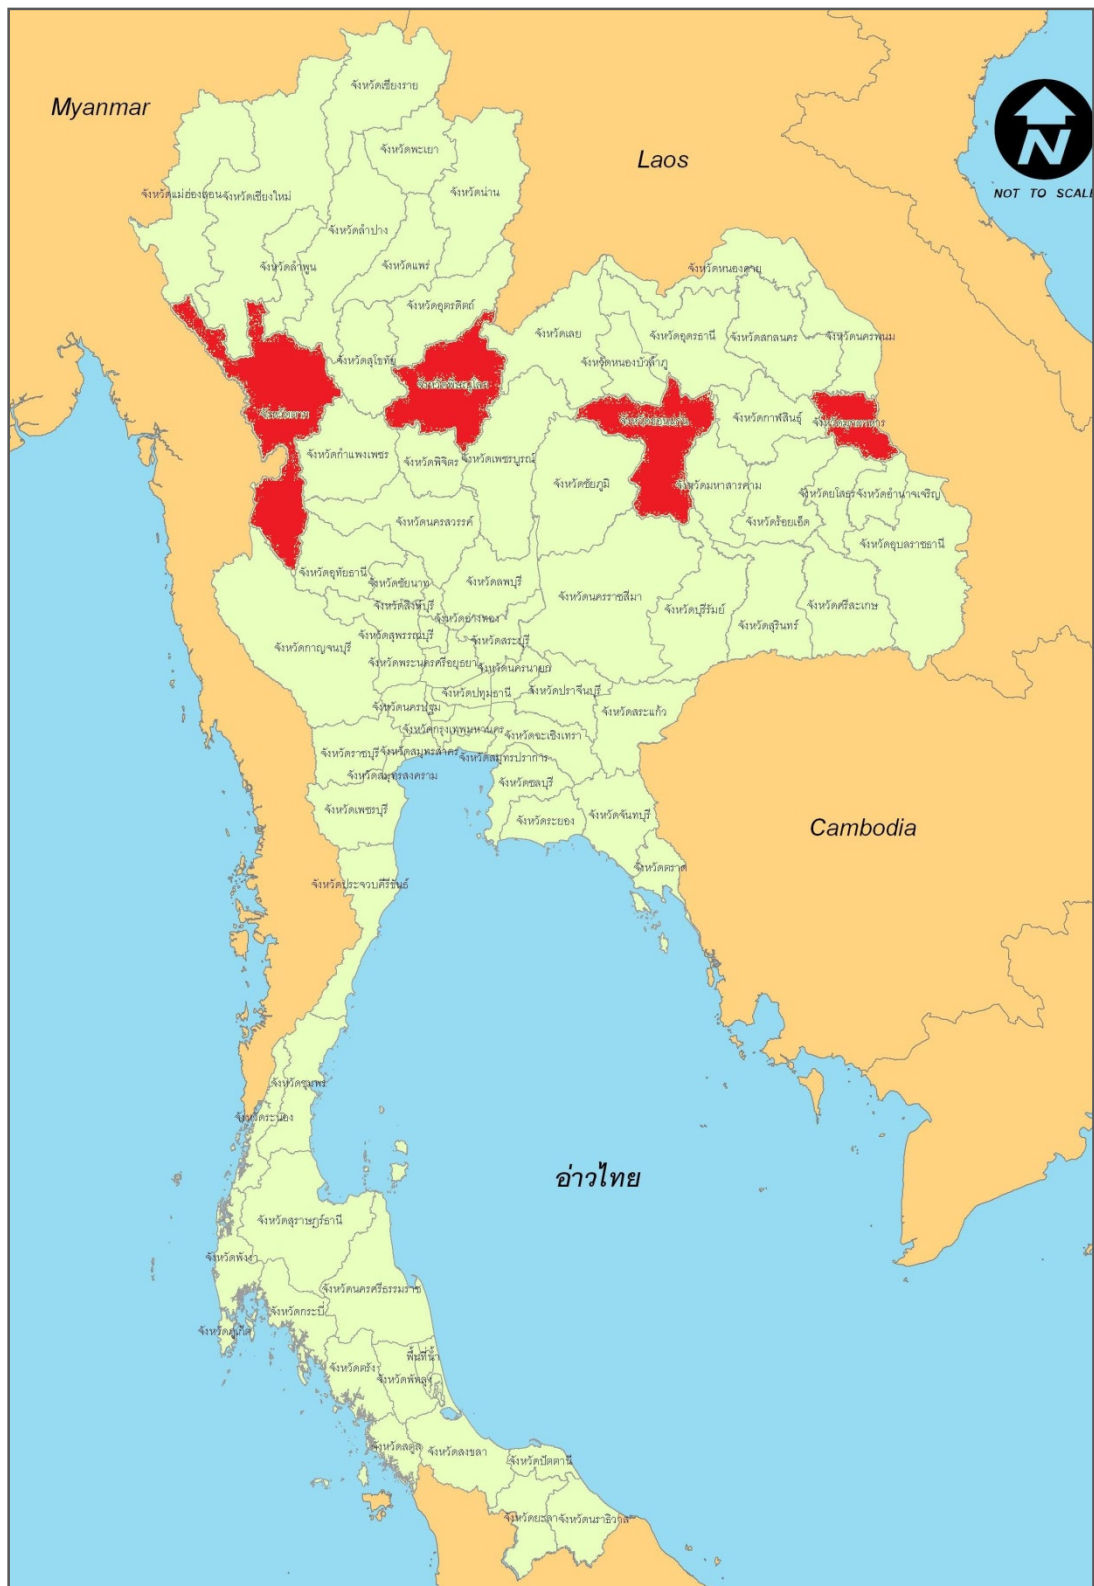 จังหวัดเชียงราย
Myanmar
จังหวัดพะเยา
Laos
N
NOT TO SCALE
จังหวัดแม่ฮ่องสอน
จังหวัดเชียงใหม่
จังหวัดน่าน
จังหวัดลำปาง
จังหวัดลำพูน
จังหวัดแพร่
จังหวัดหนองคาย
จังหวัดอุตรดิตถ์
จังหวัดเลย
จังหวัดอุดรธานี
จังหวัดสกลนคร
จังหวัดนครพนม
จังหวัดสุโขทัย
จังหวัดหนองบัวลำภู
จังหวัดพิษณุโลก
จังหวัดตาก
จังหวัดขอนแก่น
จังหวัดกาฬสินธุ์
จังหวัดมุกดาหาร
จังหวัดกำแพงเพชร
จังหวัดพิจิตร
จังหวัดเพชรบูรณ์
จังหวัดชัยภูมิ
จังหวัดมหาสารคาม
จังหวัดยโสธร
จังหวัดอำนาจเจริญ
จังหวัดนครสวรรค์
จังหวัดร้อยเอ็ด
จังหวัดอุบลราชธานี
จังหวัดอุทัยธานี
จังหวัดชัยนาท
จังหวัดลพบุรี
จังหวัดนครราชสีมา
จังหวัดสิงห์บุรี
จังหวัดอ่างทอง
จังหวัดบุรีรัมย์
จังหวัดสุรินทร์
จังหวัดศรีสะเกษ
จังหวัดสุพรรณบุรี
จังหวัดสระบุรี
จังหวัดกาญจนบุรี
จังหวัดพระนครศรีอยุธยา
จังหวัดนครนายก
จังหวัดปทุมธานี
จังหวัดปราจีนบุรี
จังหวัดนครปฐม
จังหวัดสระแก้ว
จังหวัดกรุงเทพมหานคร
จังหวัดฉะเชิงเทรา
จังหวัดราชบุรี
จังหวัดสมุทรสาคร
จังหวัดสมุทรปราการ
จังหวัดสมุทรสงคราม
จังหวัดชลบุรี
จังหวัดเพชรบุรี
จังหวัดระยอง
จังหวัดจันทบุรี
Cambodia
จังหวัดตราด
จังหวัดประจวบคีรีขันธ์
จังหวัดชุมพร
จังหวัดระนอง
อ่าวไทย
จังหวัดสุราษฎร์ธานี
จังหวัดพังงา
จังหวัดนครศรีธรรมราช
จังหวัดกระบี่
จังหวัดภูเก็ต
พื้นที่น้ำ
จังหวัดตรัง
จังหวัดพัทลุง
จังหวัดสตูล
จังหวัดสงขลา
จังหวัดปัตตานี
จังหวัดยะลา
จังหวัดนราธิวาส